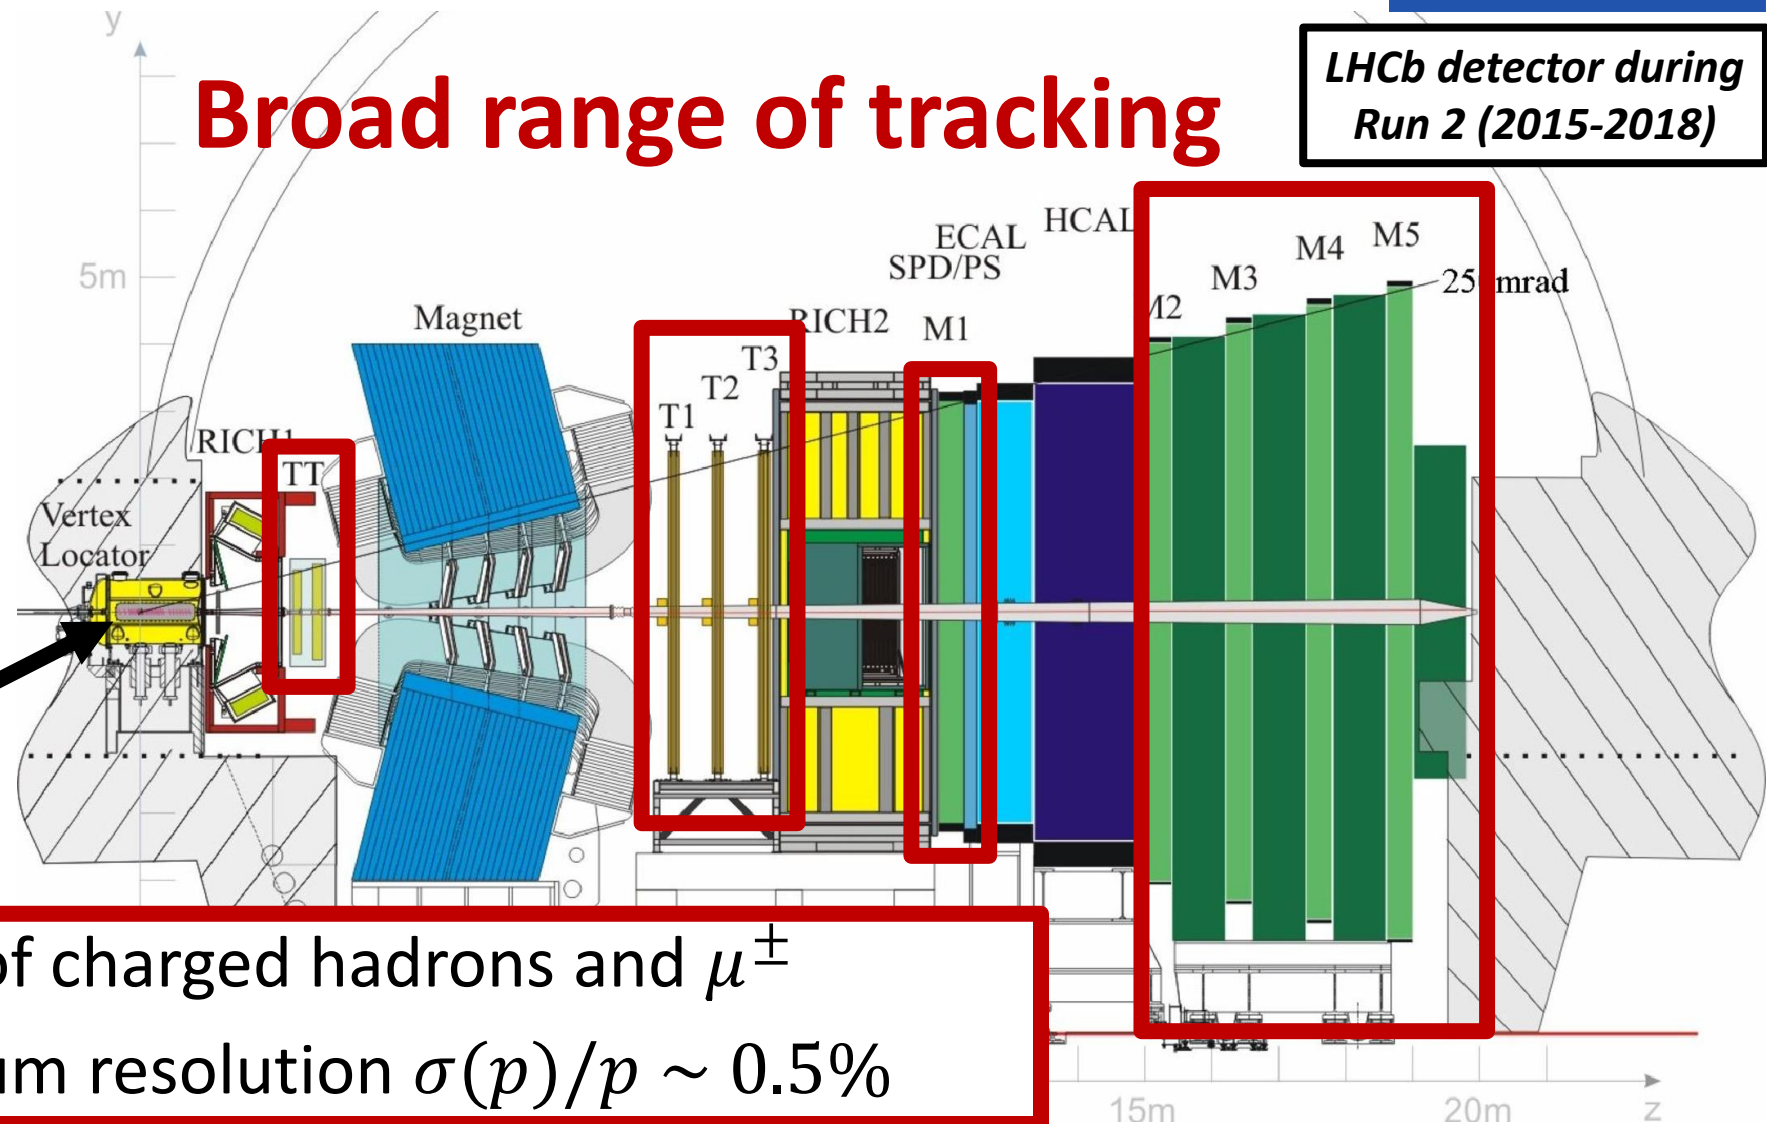 y
Broad range of tracking
LHCb detector during
Run 2 (2015-2018)
5m
Magnet
T1
T2
T3
RICH2
SPD/PS
ECAL
M1
HCAL
M2
M3
M4
M5
250mrad
RICH1
TT
Vertex
Locator
of charged hadrons and μ±
um resolution σ(p)/p ~ 0.5%
15m
20m
z